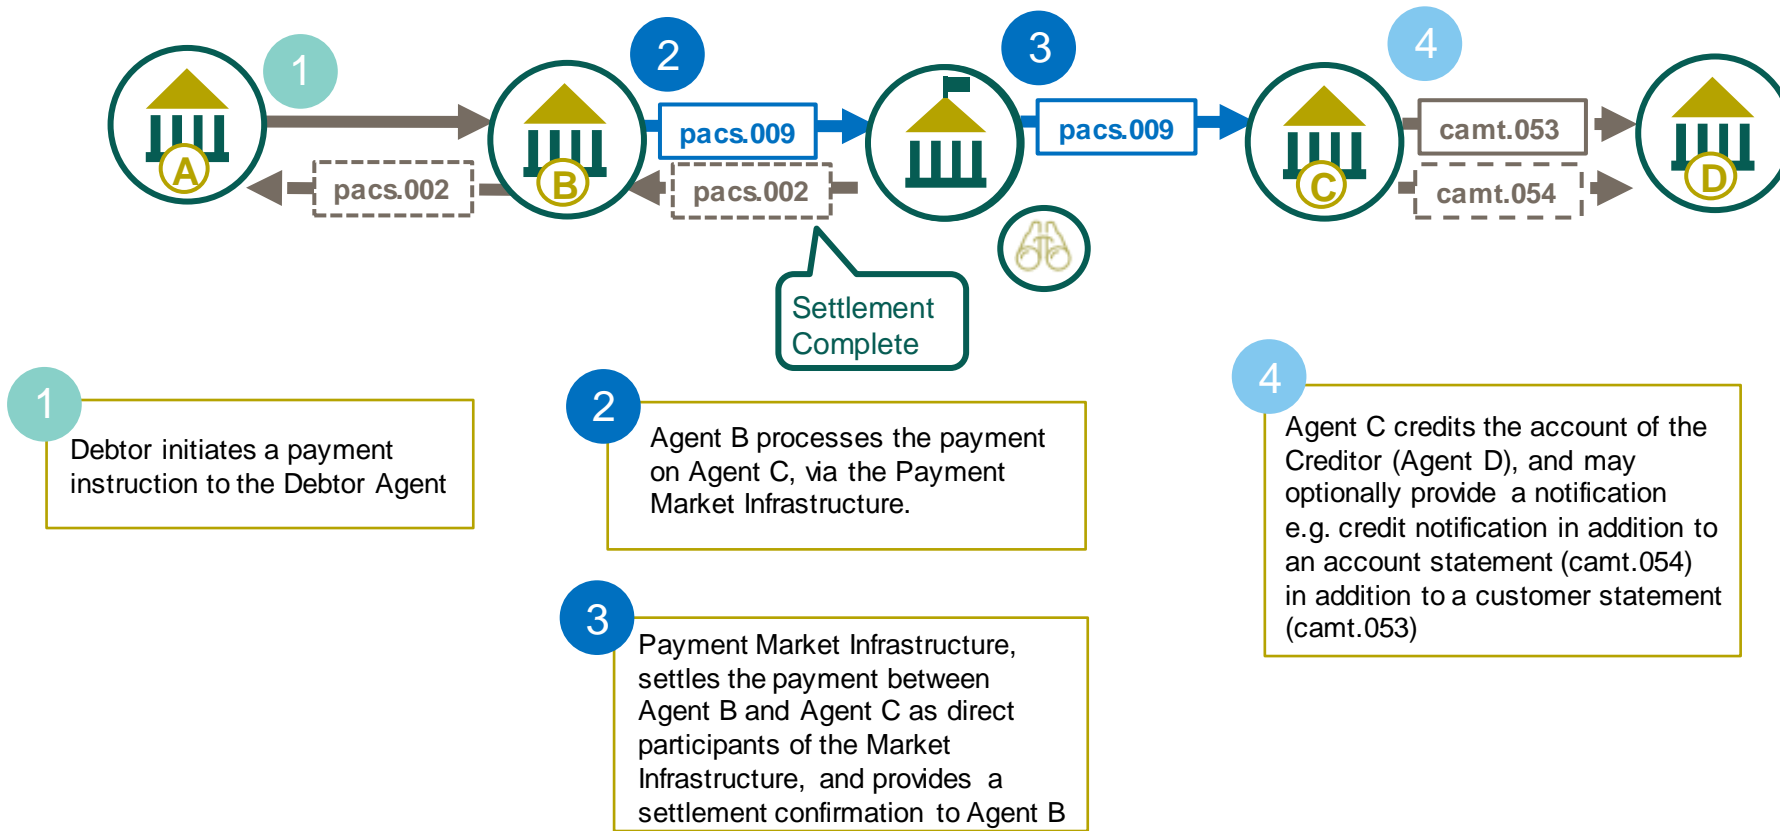 1
2
3
4
pacs.009
pacs.009
camt.053
A
pacs.002
B
pacs.002
C
camt.054
D
Settlement
Complete
1
Debtor initiates a payment
instruction to the Debtor Agent
2
Agent B processes the payment
on Agent C, via the Payment
Market Infrastructure.
3
Payment Market Infrastructure,
settles the payment between
Agent B and Agent C as direct
participants of the Market
Infrastructure, and provides a
settlement confirmation to Agent B
4
Agent C credits the account of the
Creditor (Agent D), and may
optionally provide a notification
e.g. credit notification in addition to
an account statement (camt.054)
in addition to a customer statement
(camt.053)